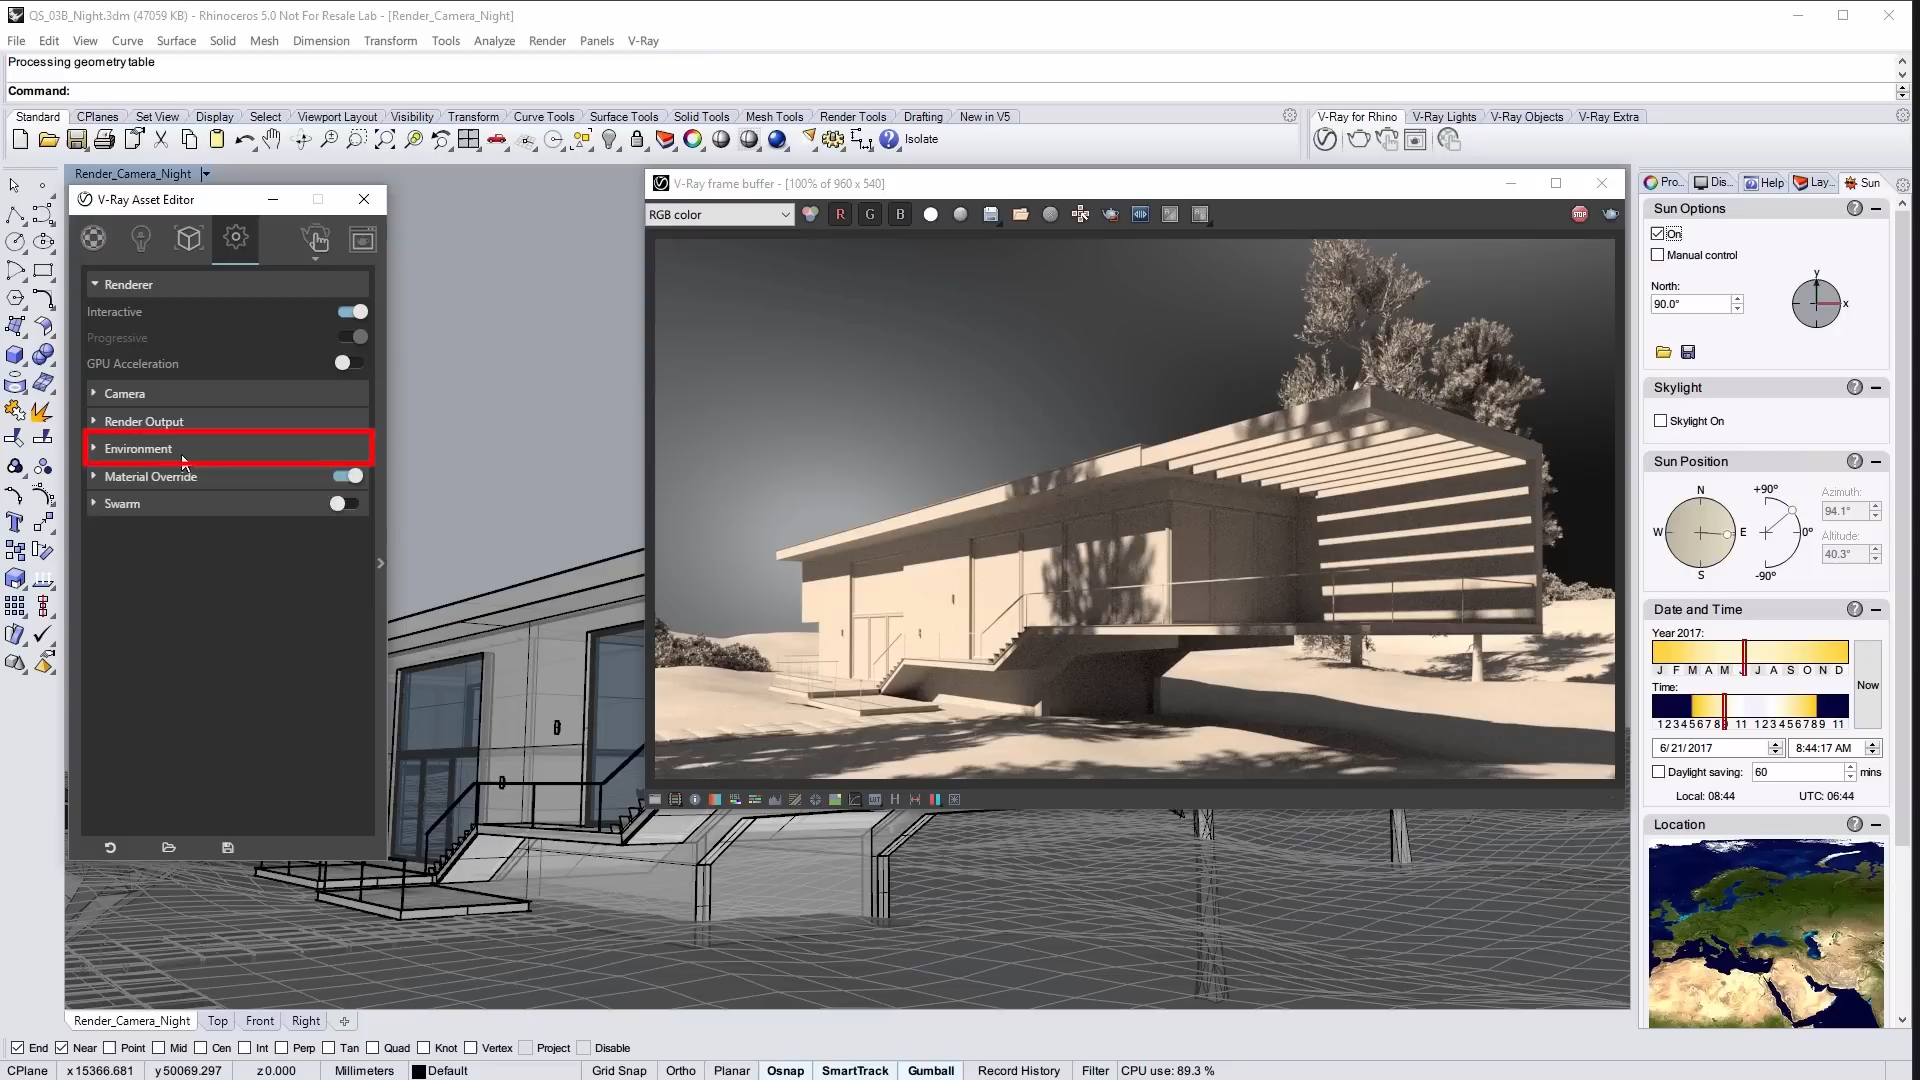 QS_03B_Night.3dm (47059 KB) - Rhinoceros 5.0 Not For Resale Lab - [Render_Camera_Night]
File Edit View Curve Surface Solid Mesh Dimension Transform Tools Analyze Render Panels V-Ray
Processing geometry table
Command:
Standard CPlanes Set View Display Select Viewport Layout Visibility Transform Curve Tools Surface Tools Solid Tools Mesh Tools Render Tools Drafting New in V5
V-Ray for Rhino V-Ray Lights V-Ray Objects V-Ray Extra
Isolate
Render_Camera_Night
V-Ray Asset Editor
Renderer
Interactive
Progressive
GPU Acceleration
Camera
Render Output
Environment
Material Override
Swarm
V-Ray frame buffer - [100% of 960 x 540]
RGB color
R G B
STOP
Pro... Dis... Help Lay... Sun
Sun Options
On
Manual control
North:
90.0°
y
x
Skylight
Skylight On
Sun Position
N
W E
S
+90º
0º
-90º
Azimuth:
94.1°
Altitude:
40.3°
Date and Time
Year 2017:
J F M A M J J A S O N D
Time:
1 2 3 4 5 6 7 8 9 11 1 2 3 4 5 6 7 8 9 11
Now
6/21/2017 8:44:17 AM
Daylight saving: 60 mins
Local: 08:44 UTC: 06:44
Location
Render_Camera_Night Top Front Right
End Near Point Mid Cen Int Perp Tan Quad Knot Vertex Project Disable
CPlane x 15366.681 y 50069.297 z 0.000 Millimeters Default Grid Snap Ortho Planar Osnap SmartTrack Gumball Record History Filter CPU use: 89.3 %